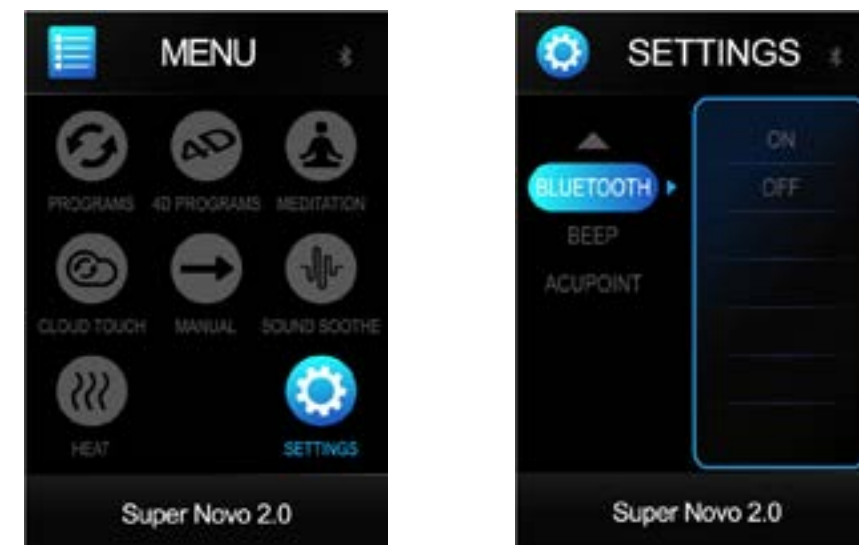 MENU
PROGRAMS
4D
4D PROGRAMS
MEDITATION
CLOUD TOUCH
MANUAL
SOUND SOOTHE
HEAT
SETTINGS
Super Novo 2.0
SETTINGS
BLUETOOTH
BEEP
ACUPOINT
ON
OFF
Super Novo 2.0